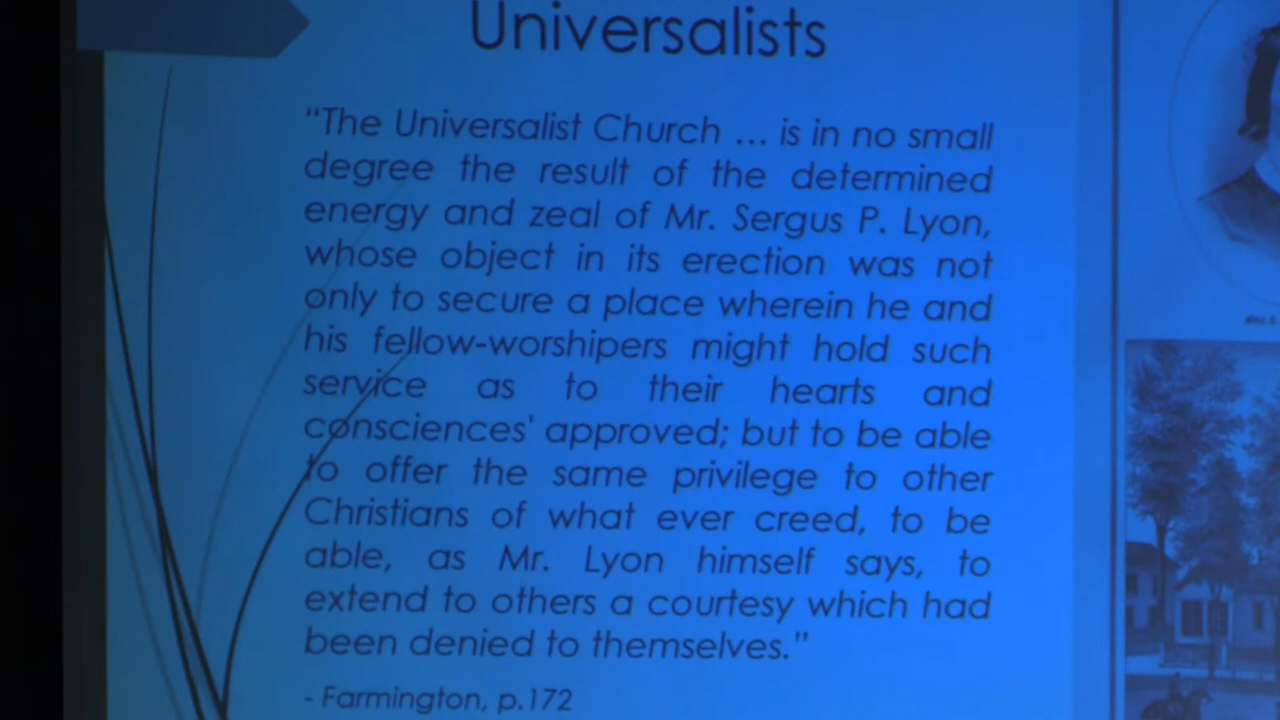 Universalists
“The Universalist Church ... is in no small
degree the result of the determined
energy and zeal of Mr. Sergus P. Lyon,
whose object in its erection was not
only to secure a place wherein he and
his fellow-worshipers might hold such
service as to their hearts and
consciences' approved; but to be able
to offer the same privilege to other
Christians of what ever creed, to be
able, as Mr. Lyon himself says, to
extend to others a courtesy which had
been denied to themselves.”
- Farmington, p.172